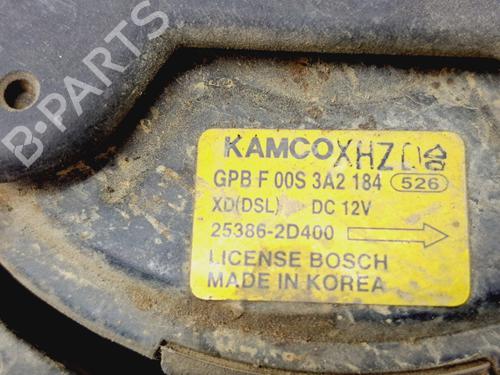 B-PARTS
KAMCO XHZ
GPB F 00S 3A2 184 526
XD(DSL) DC 12V
25386-2D400
LICENSE BOSCH
MADE IN KOREA